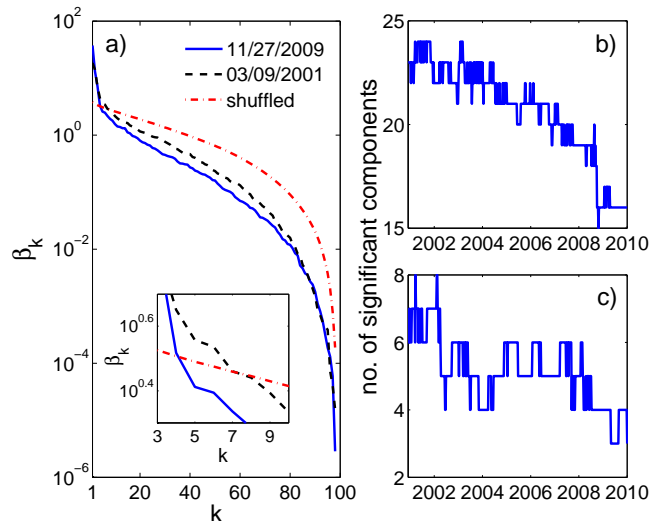 a)
11/27/2009
03/09/2001
shuffled
10^2
10^0
10^−2
10^−4
10^−6
β_k
1 20 40 60 80 100
k
10^0.6
10^0.4
β_k
3 5 7 9
k
no. of significant components
b)
25
20
15
2002 2004 2006 2008 2010
c)
8
6
4
2
2002 2004 2006 2008 2010